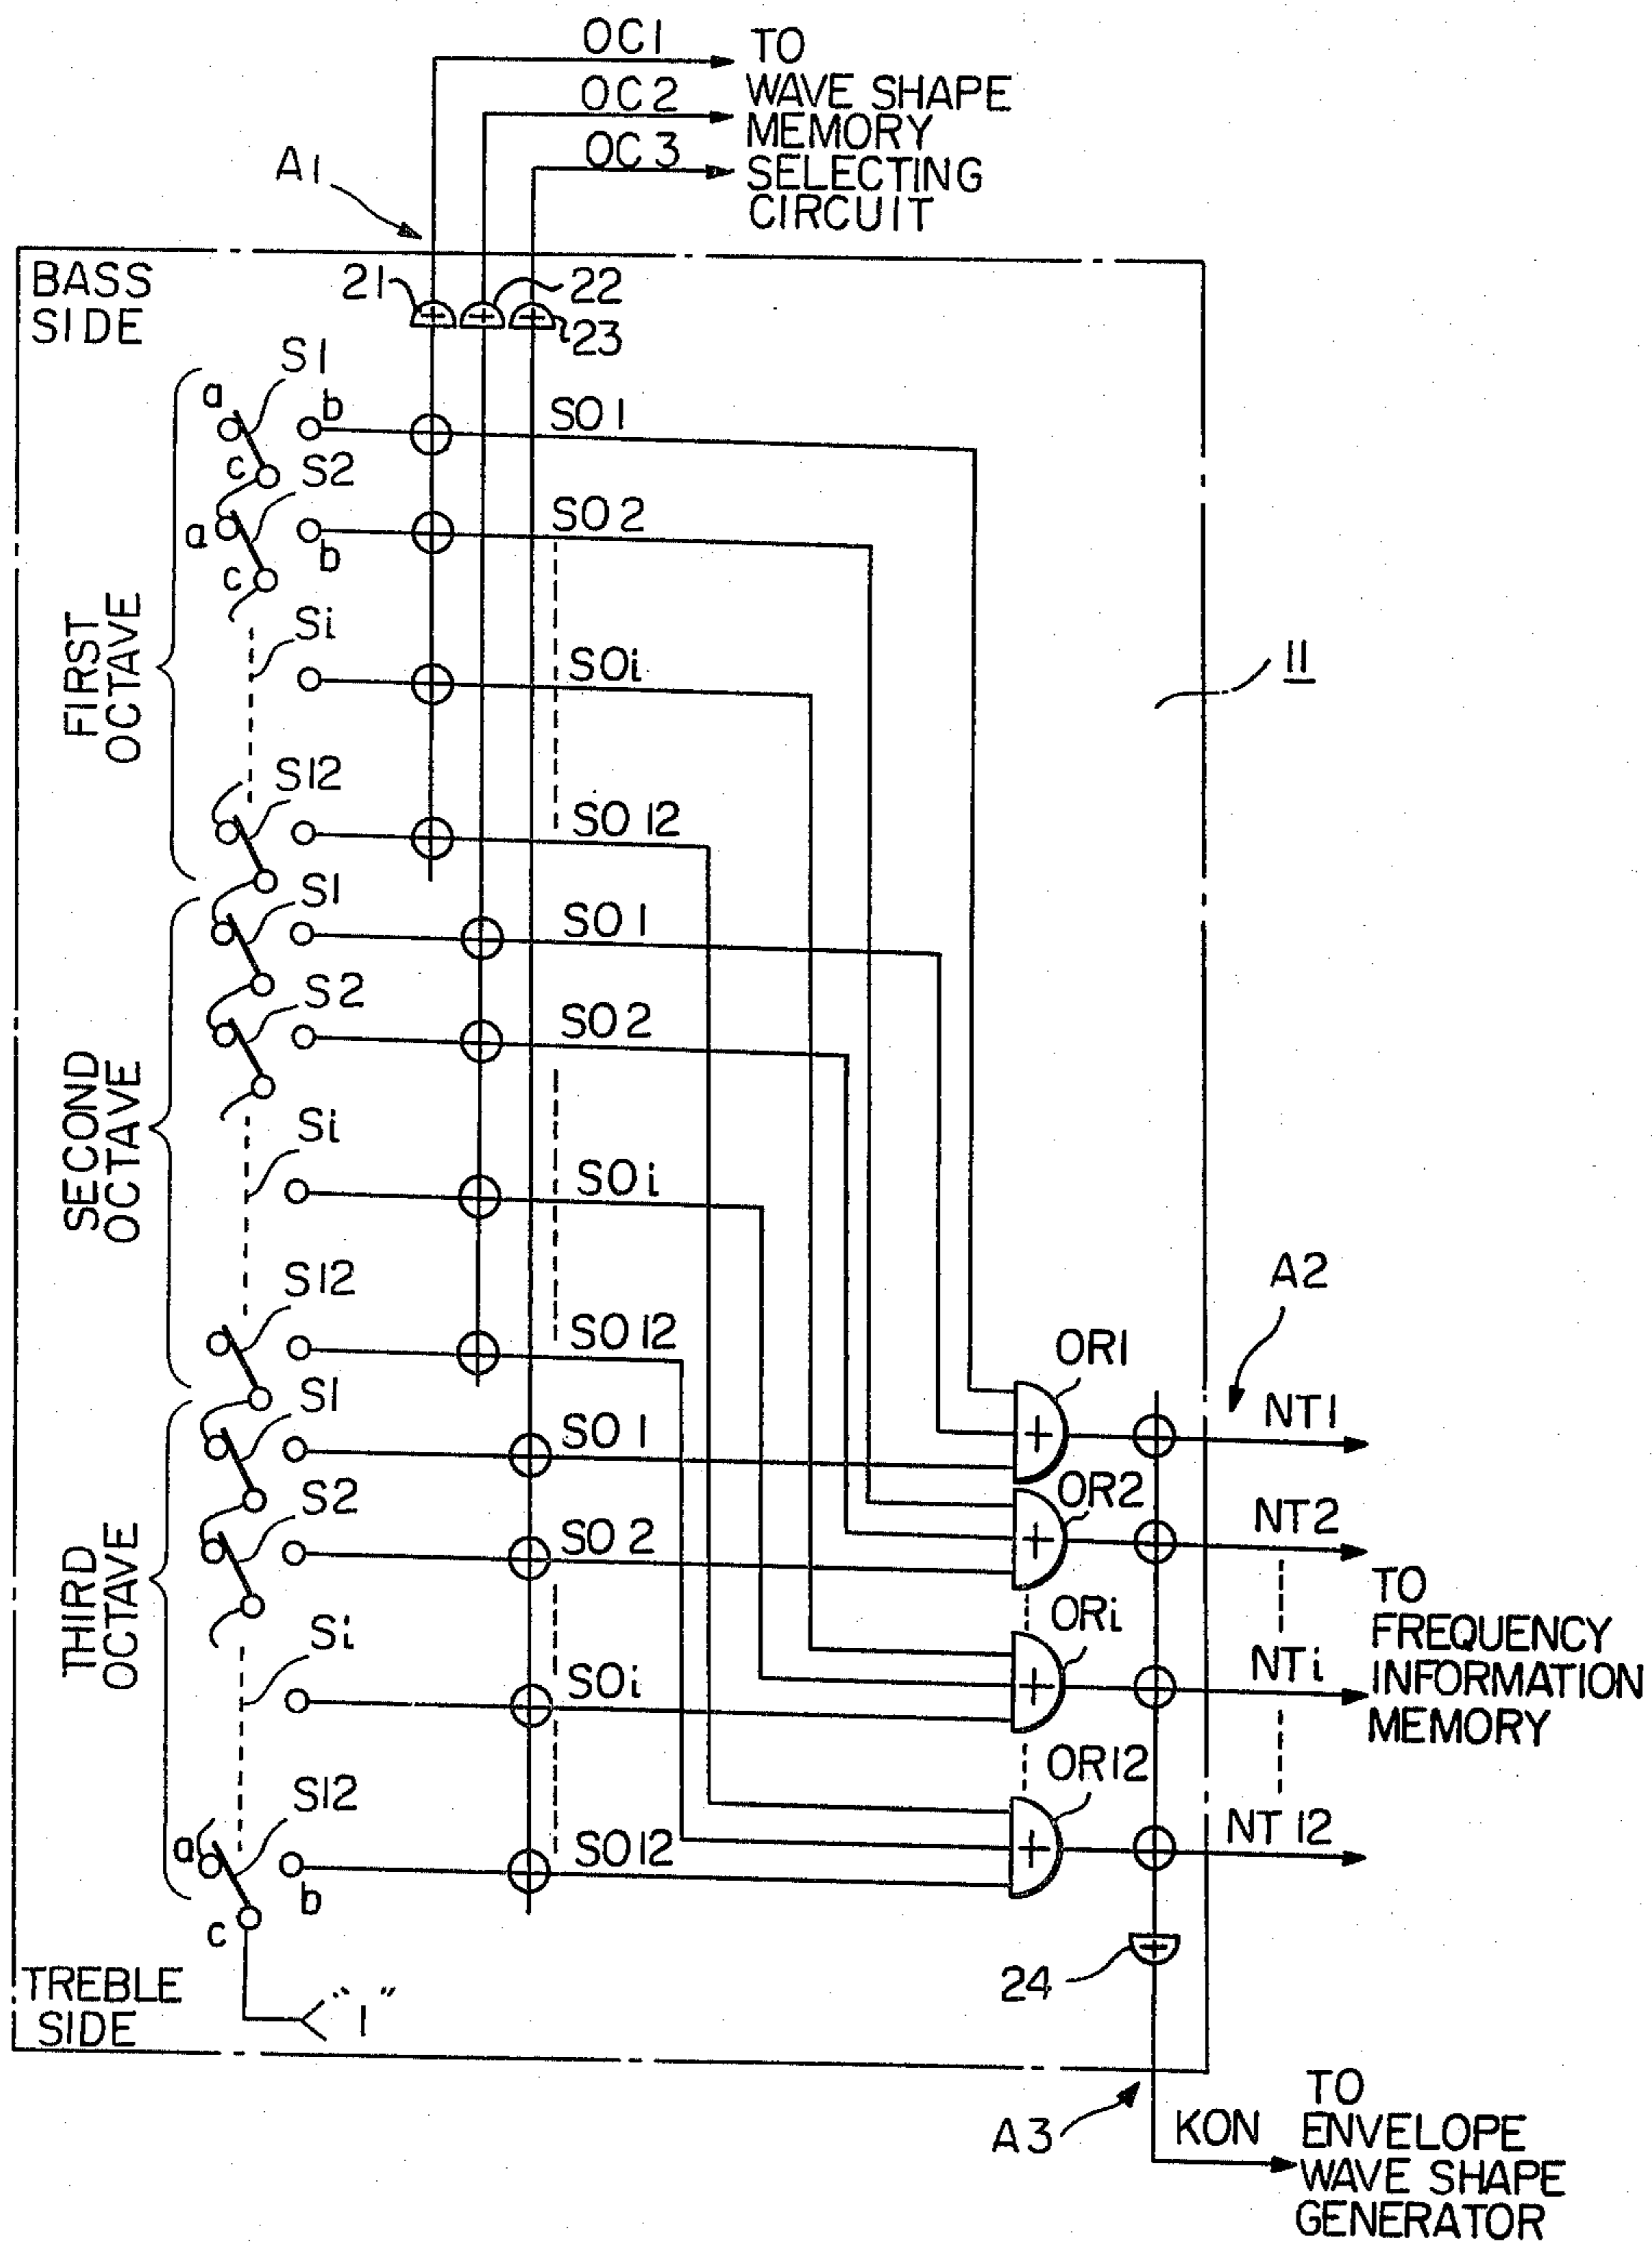 OC1
TO
OC2
WAVE SHAPE
MEMORY
OC3
SELECTING
CIRCUIT
A1
BASS
SIDE
21
22
23
S1
a
b
SO1
c
S2
SO2
a
b
c
FIRST
OCTAVE
Si
SOi
11
S12
SO12
S1
SO1
S2
SO2
SECOND
OCTAVE
Si
SOi
S12
SO12
A2
OR1
NT1
S1
SO1
S2
SO2
OR2
NT2
THIRD
OCTAVE
Si
SOi
ORi
NTi
TO
FREQUENCY
INFORMATION
MEMORY
S12
SO12
OR12
NT12
a
b
c
24
TREBLE
SIDE
"1"
A3
KON
TO
ENVELOPE
WAVE SHAPE
GENERATOR